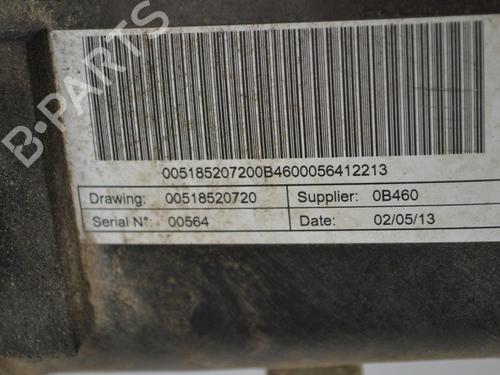 B-PARTS
005185207200B4600056412213
Drawing: 00518520720 Supplier: 0B460
Serial N°: 00564 Date: 02/05/13